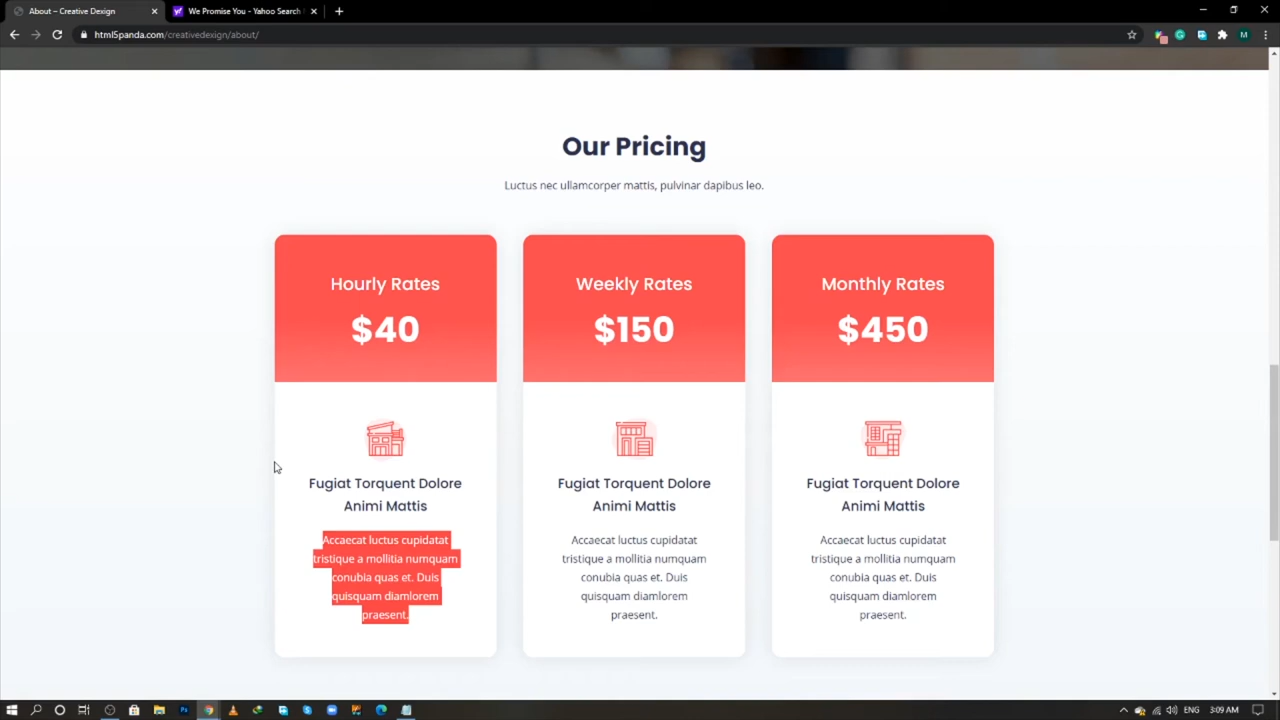 About – Creative Design
We Promise You - Yahoo Search
html5panda.com/creativedesign/about/
M
Our Pricing
Luctus nec ullamcorper mattis, pulvinar dapibus leo.
Hourly Rates
$40
Fugiat Torquent Dolore
Animi Mattis
Accaecat luctus cupidatat
tristique a mollitia numquam
conubia quas et. Duis
quisquam diamlorem
praesent.
Weekly Rates
$150
Fugiat Torquent Dolore
Animi Mattis
Accaecat luctus cupidatat
tristique a mollitia numquam
conubia quas et. Duis
quisquam diamlorem
praesent.
Monthly Rates
$450
Fugiat Torquent Dolore
Animi Mattis
Accaecat luctus cupidatat
tristique a mollitia numquam
conubia quas et. Duis
quisquam diamlorem
praesent.
ENG
3:09 AM